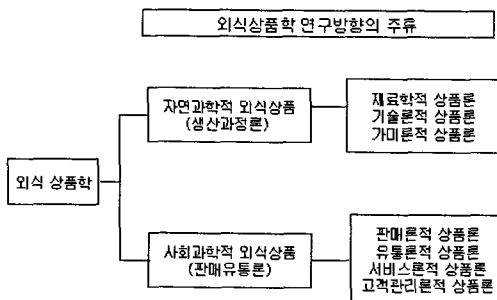 외식상품학 연구방향의 주류
자연과학적 외식상품
(생산과정론)
재료학적 상품론
기술론적 상품론
가미론적 상품론
외식 상품학
사회과학적 외식상품
(판매유통론)
판매론적 상품론
유통론적 상품론
서비스론적 상품론
고객관리론적 상품론